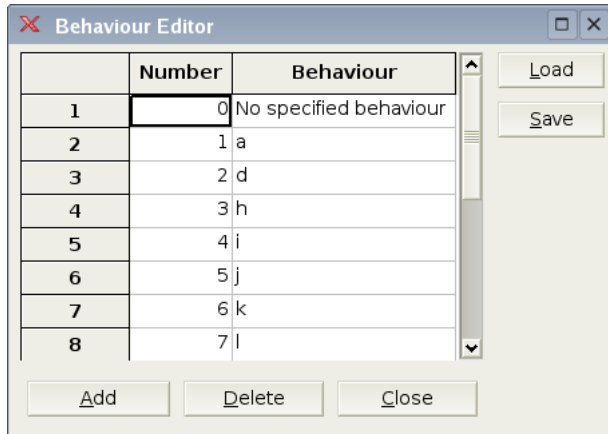 Behaviour Editor
Number Behaviour
1 0 No specified behaviour
2 1 a
3 2 d
4 3 h
5 4 i
6 5 j
7 6 k
8 7 l
Load
Save
Add Delete Close